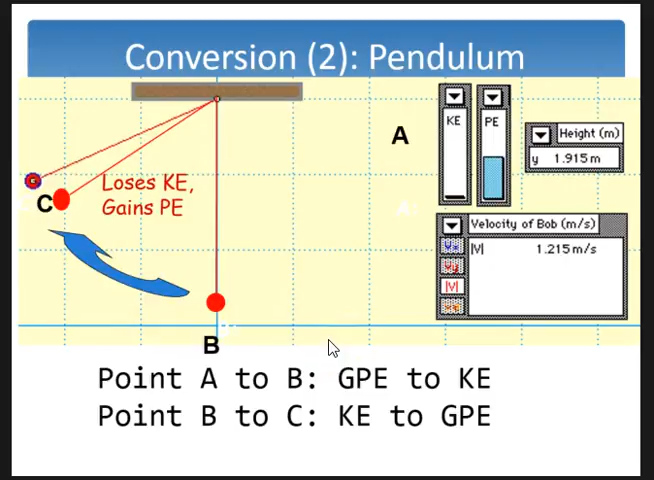 Conversion (2): Pendulum
A
KE
PE
Height (m)
y 1.915 m
Loses KE,
Gains PE
C
Velocity of Bob (m/s)
|V| 1.215 m/s
|V|
B
Point A to B: GPE to KE
Point B to C: KE to GPE